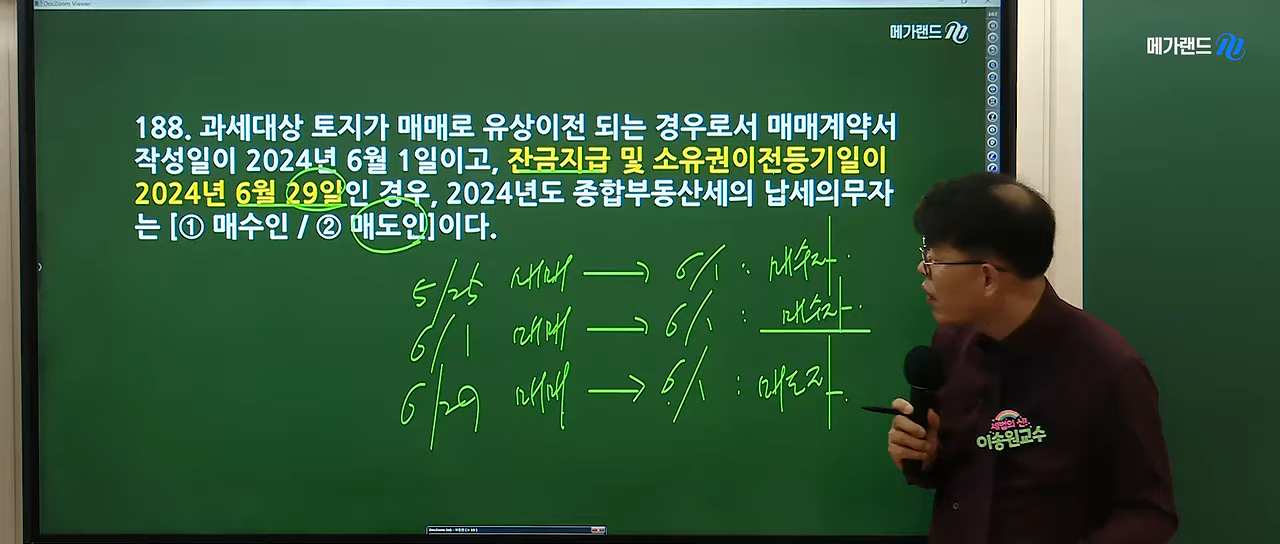 DocZoom Viewer
메가랜드
메가랜드
188. 과세대상 토지가 매매로 유상이전 되는 경우로서 매매계약서
작성일이 2024년 6월 1일이고, 잔금지급 및 소유권이전등기일이
2024년 6월 29일인 경우, 2024년도 종합부동산세의 납세의무자
는 [① 매수인 / ② 매도인]이다.
5/25 매매 → 6/1 : 매수자.
6/1 매매 → 6/1 : 매수자.
6/29 매매 → 6/1 : 매도자.
세법의 신!
이송원교수